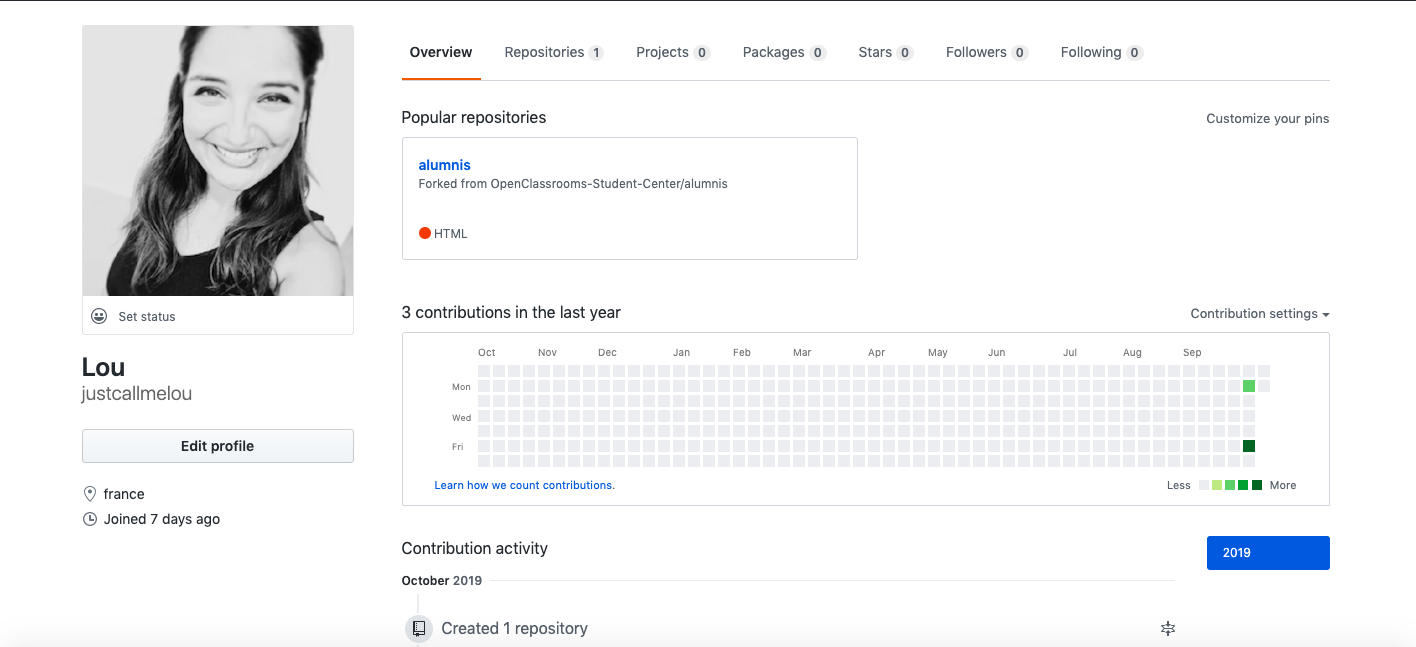 Overview Repositories 1 Projects 0 Packages 0 Stars 0 Followers 0 Following 0
Popular repositories Customize your pins
alumnis
Forked from OpenClassrooms-Student-Center/alumnis
HTML
Set status
Lou
justcallmelou
Edit profile
france
Joined 7 days ago
3 contributions in the last year Contribution settings
Oct Nov Dec Jan Feb Mar Apr May Jun Jul Aug Sep
Mon
Wed
Fri
Learn how we count contributions. Less More
Contribution activity 2019
October 2019
Created 1 repository